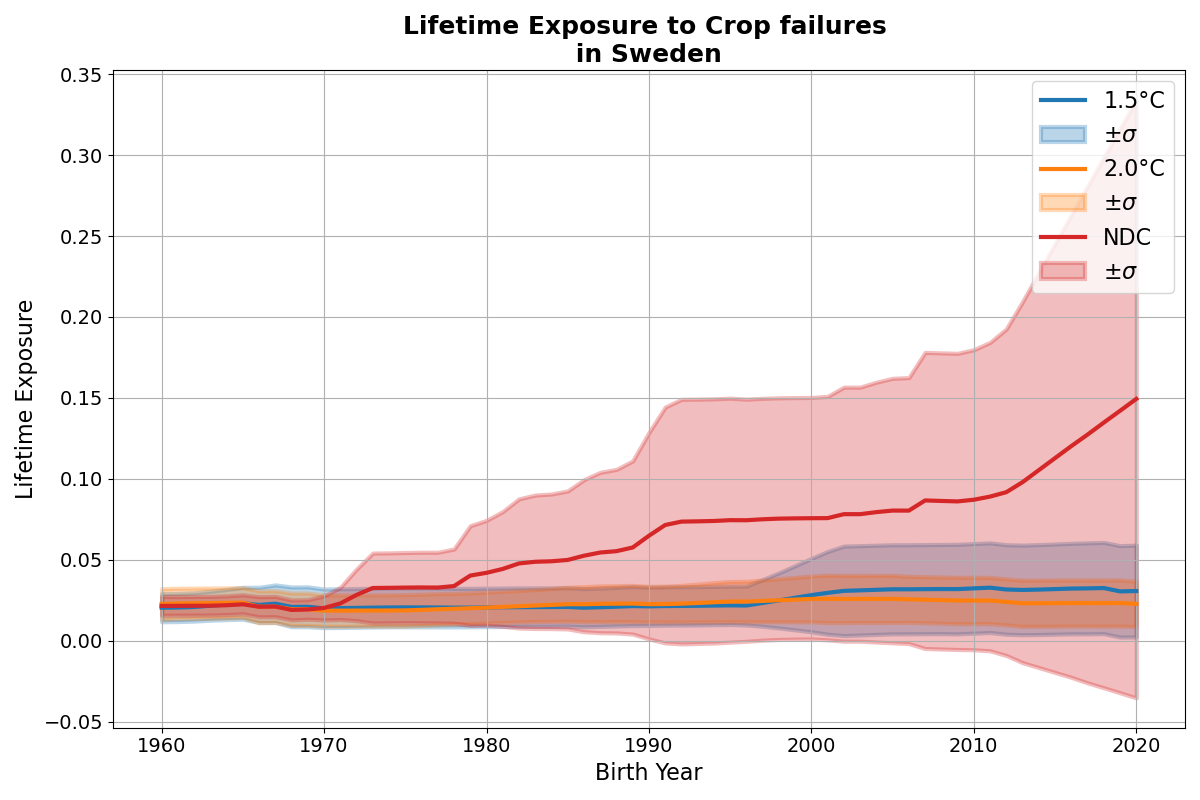 Lifetime Exposure to Crop failures
in Sweden
0.35
0.30
0.25
0.20
0.15
0.10
0.05
0.00
−0.05
Lifetime Exposure
1.5°C
±σ
2.0°C
±σ
NDC
±σ
1960
1970
1980
1990
2000
2010
2020
Birth Year